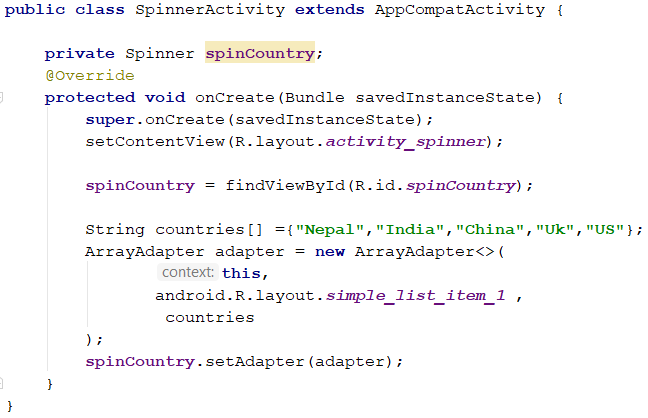 public class SpinnerActivity extends AppCompatActivity {
private Spinner spinCountry;
@Override
protected void onCreate(Bundle savedInstanceState) {
super.onCreate(savedInstanceState);
setContentView(R.layout.activity_spinner);
spinCountry = findViewById(R.id.spinCountry);
String countries[] ={"Nepal","India","China","Uk","US"};
ArrayAdapter adapter = new ArrayAdapter<>(
context: this,
android.R.layout.simple_list_item_1 ,
countries
);
spinCountry.setAdapter(adapter);
}
}